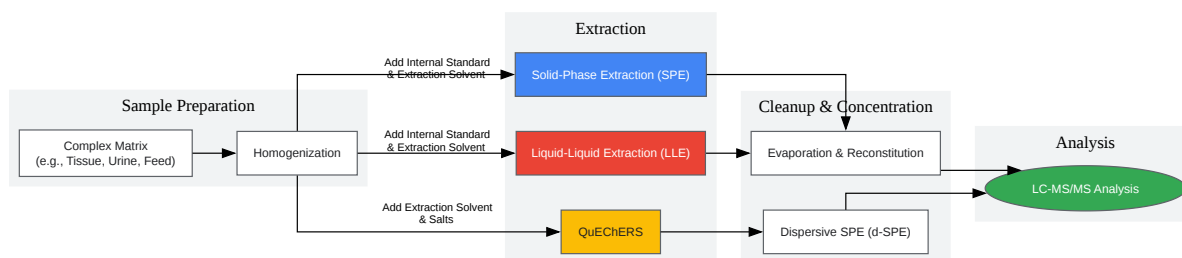 Extraction
Add Internal Standard
& Extraction Solvent
Solid-Phase Extraction (SPE)
Sample Preparation
Cleanup & Concentration
Complex Matrix
(e.g., Tissue, Urine, Feed)
Homogenization
Add Internal Standard
& Extraction Solvent
Liquid-Liquid Extraction (LLE)
Evaporation & Reconstitution
Analysis
LC-MS/MS Analysis
Add Extraction Solvent
& Salts
QuEChERS
Dispersive SPE (d-SPE)